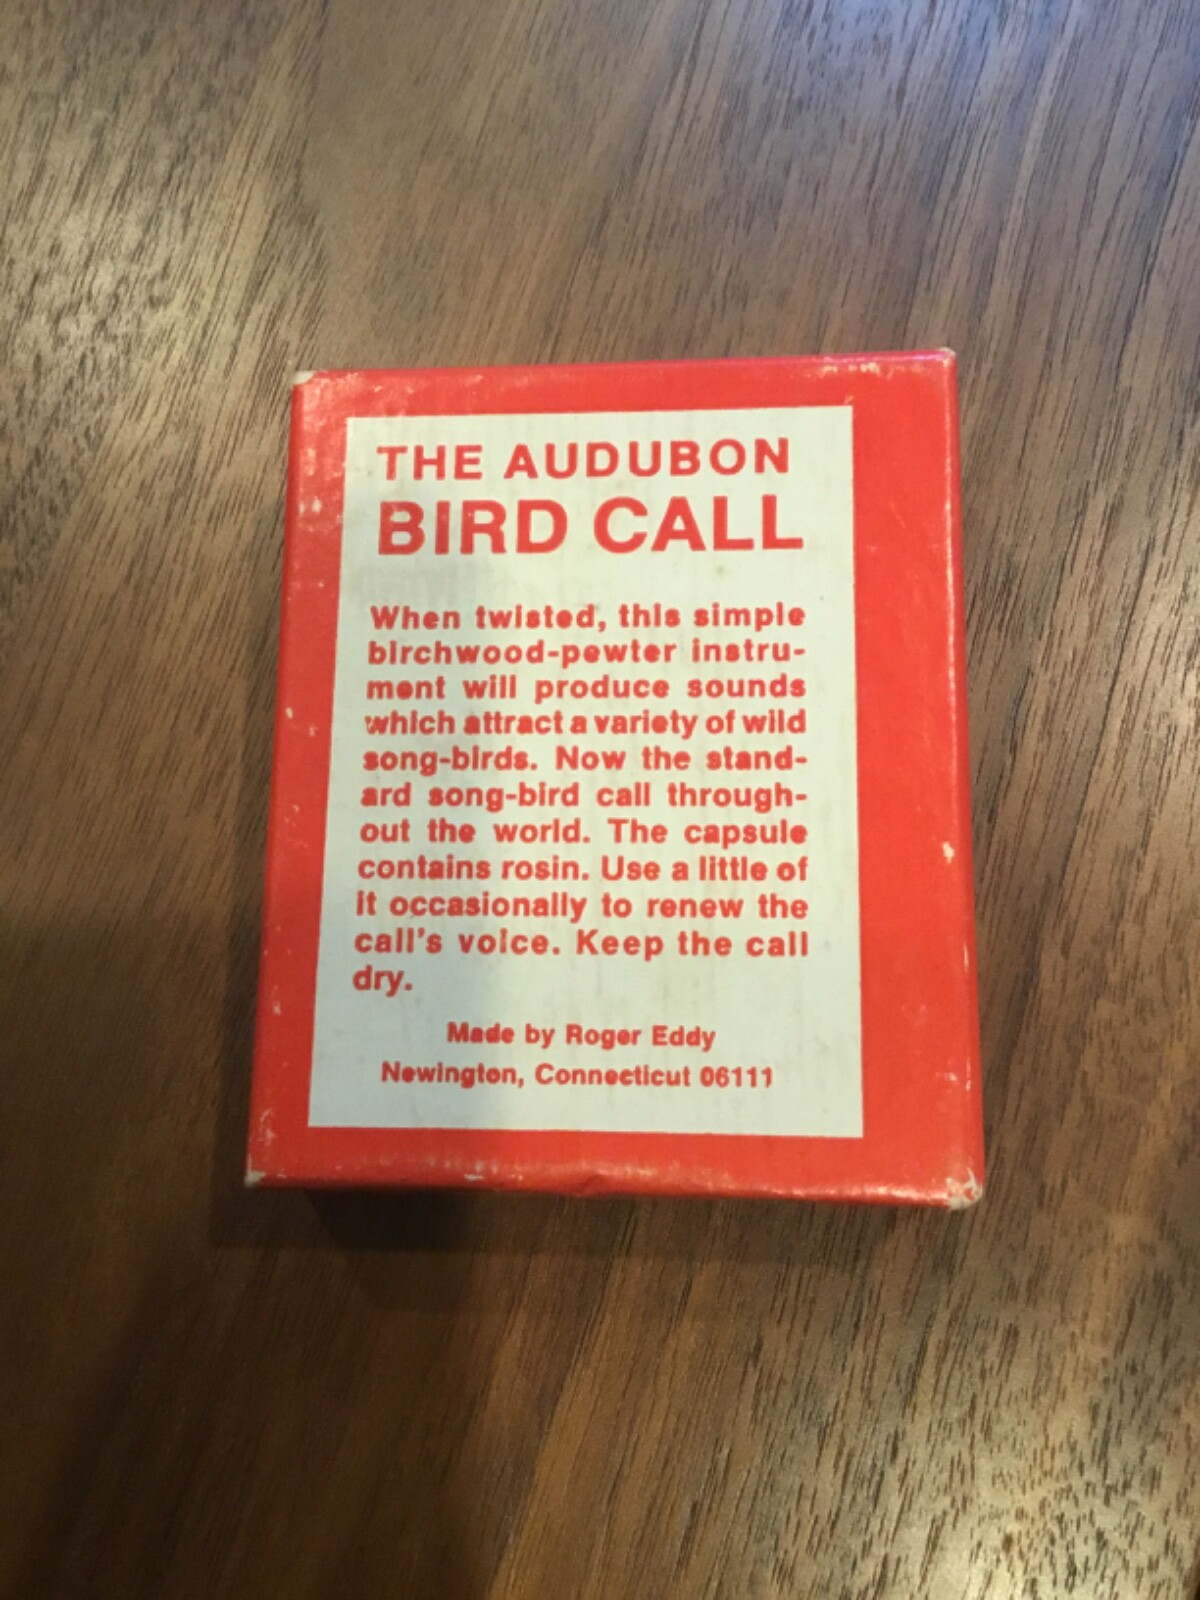 THE AUDUBON
BIRD CALL
When twisted, this simple
birchwood-pewter instru-
ment will produce sounds
which attract a variety of wild
song-birds. Now the stand-
ard song-bird call through-
out the world. The capsule
contains rosin. Use a little of
it occasionally to renew the
call's voice. Keep the call
dry.
Made by Roger Eddy
Newington, Connecticut 06111